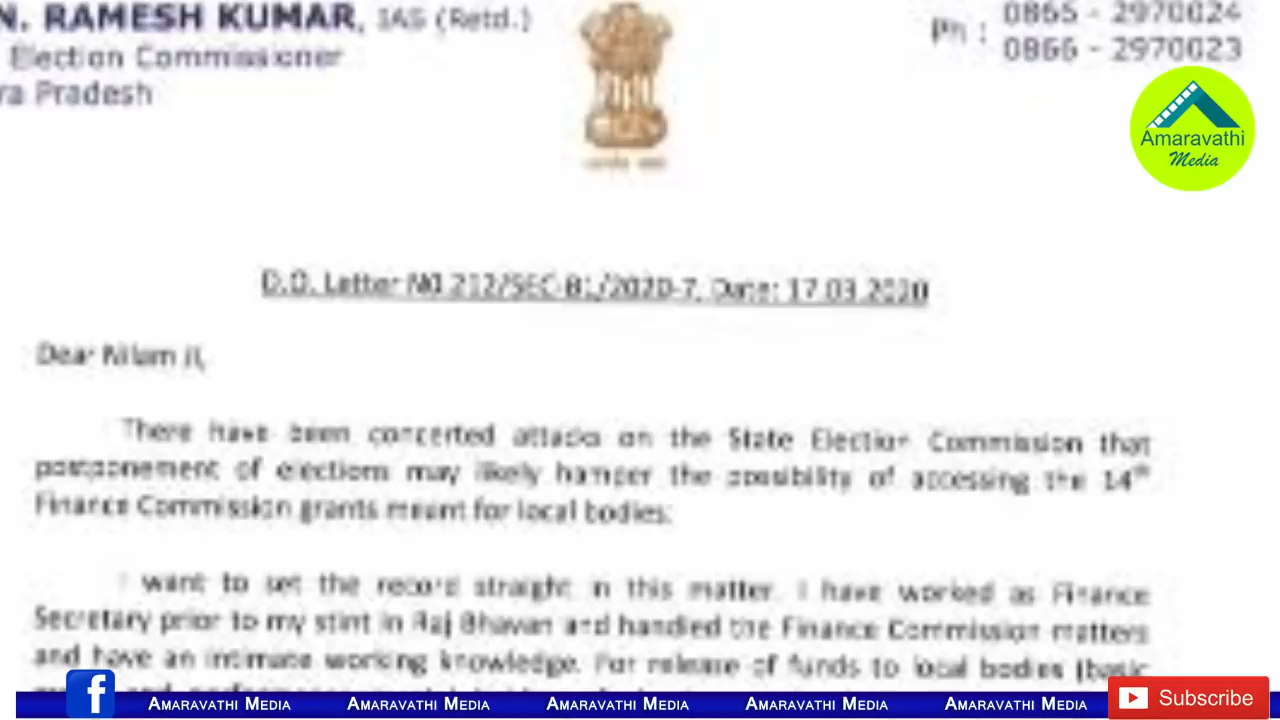 N. RAMESH KUMAR, IAS (Retd.)
Election Commissioner
ra Pradesh
Ph :
0866 - 2970024
0866 - 2970023
Amaravathi
Media
D.O. Letter N0.212/SEC-B1/2020-7, Date: 17.03.2020
Dear Nilam Ji,
There have been concerted attacks on the State Election Commission that
postponement of elections may likely hamper the possibility of accessing the 14th
Finance Commission grants meant for local bodies.
I want to set the record straight in this matter. I have worked as Finance
Secretary prior to my stint in Raj Bhavan and handled the Finance Commission matters
and have an intimate working knowledge. For release of funds to local bodies (basic
f
AMARAVATHI MEDIA
AMARAVATHI MEDIA
AMARAVATHI MEDIA
AMARAVATHI MEDIA
AMARAVATHI MEDIA
Subscribe